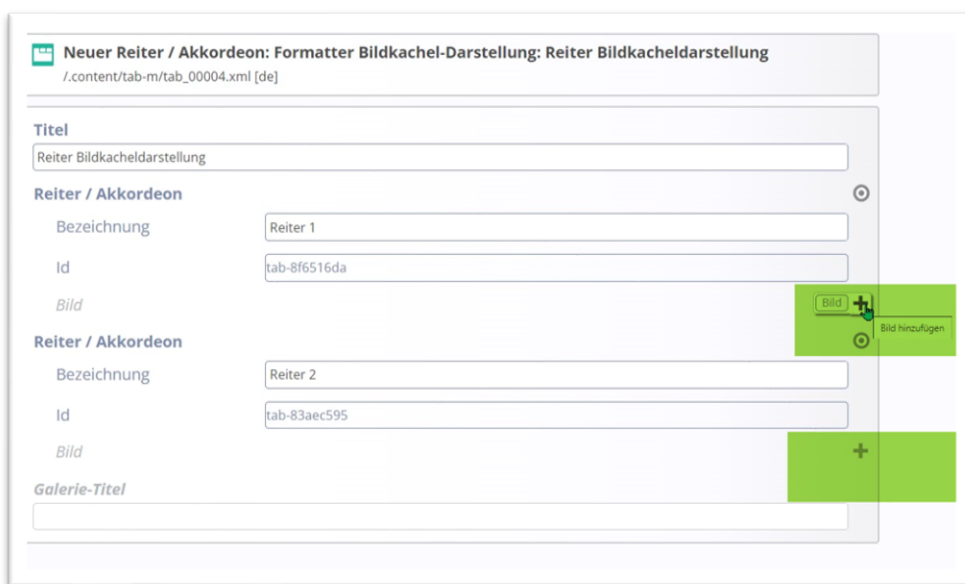 Neuer Reiter / Akkordeon: Formatter Bildkachel-Darstellung: Reiter Bildkacheldarstellung
/.content/tab-m/tab_00004.xml [de]
Titel
Reiter Bildkacheldarstellung
Reiter / Akkordeon
Bezeichnung Reiter 1
Id tab-8f6516da
Bild Bild
Bild hinzufügen
Reiter / Akkordeon
Bezeichnung Reiter 2
Id tab-83aec595
Bild
Galerie-Titel